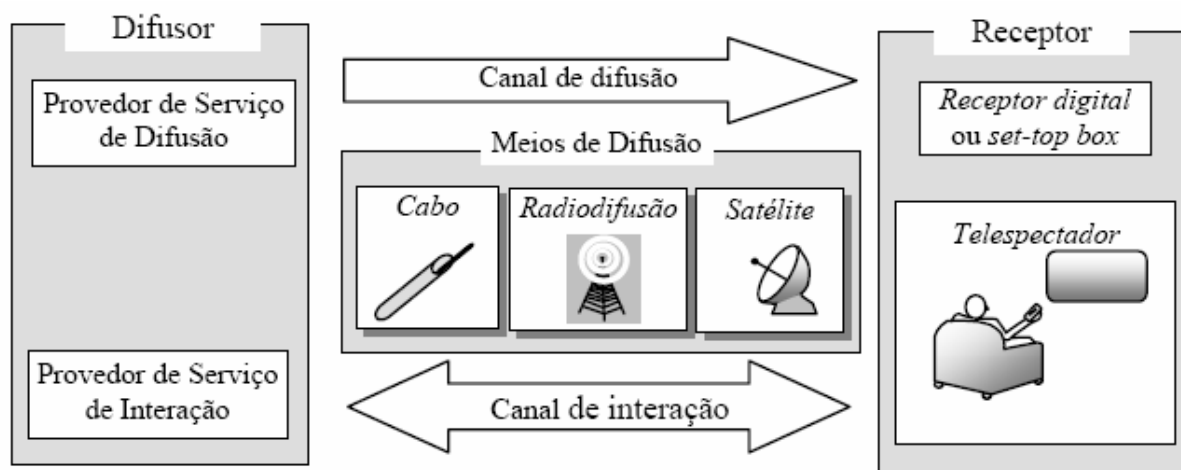 Difusor
Provedor de Serviço
de Difusão
Provedor de Serviço
de Interação
Canal de difusão
Meios de Difusão
Cabo
Radiodifusão
Satélite
Canal de interação
Receptor
Receptor digital
ou set-top box
Telespectador